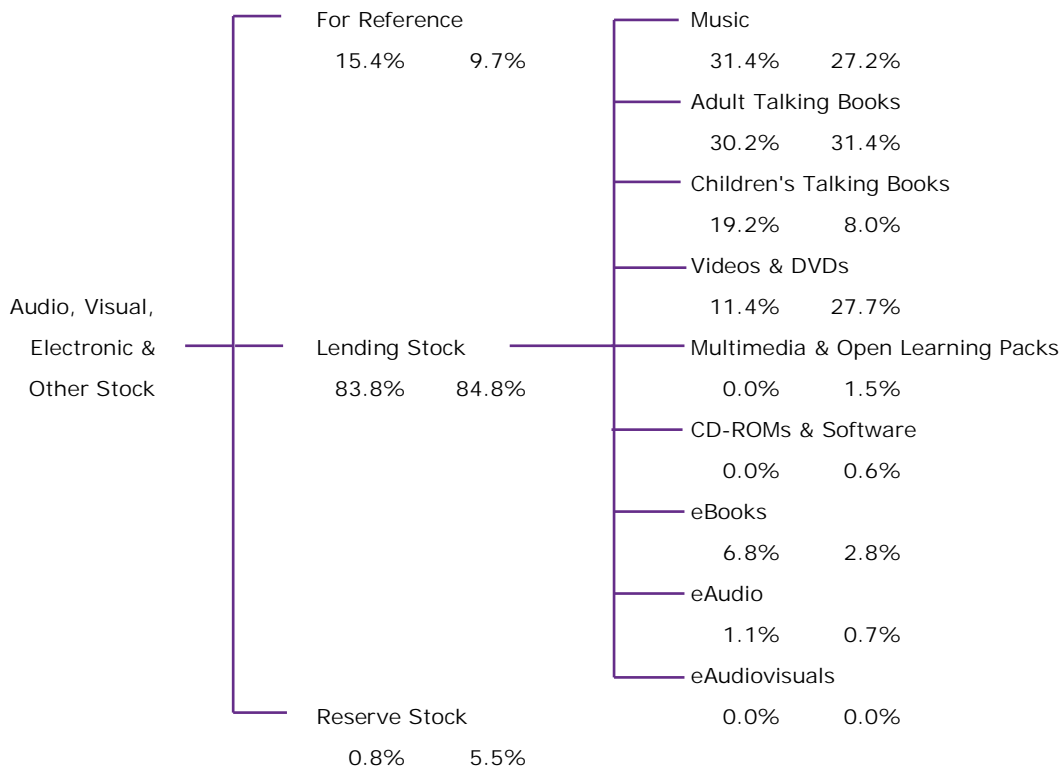 For Reference
15.4% 9.7%
Audio, Visual,
Electronic &
Other Stock
Lending Stock
83.8% 84.8%
Reserve Stock
0.8% 5.5%
Music
31.4% 27.2%
Adult Talking Books
30.2% 31.4%
Children's Talking Books
19.2% 8.0%
Videos & DVDs
11.4% 27.7%
Multimedia & Open Learning Packs
0.0% 1.5%
CD-ROMs & Software
0.0% 0.6%
eBooks
6.8% 2.8%
eAudio
1.1% 0.7%
eAudiovisuals
0.0% 0.0%